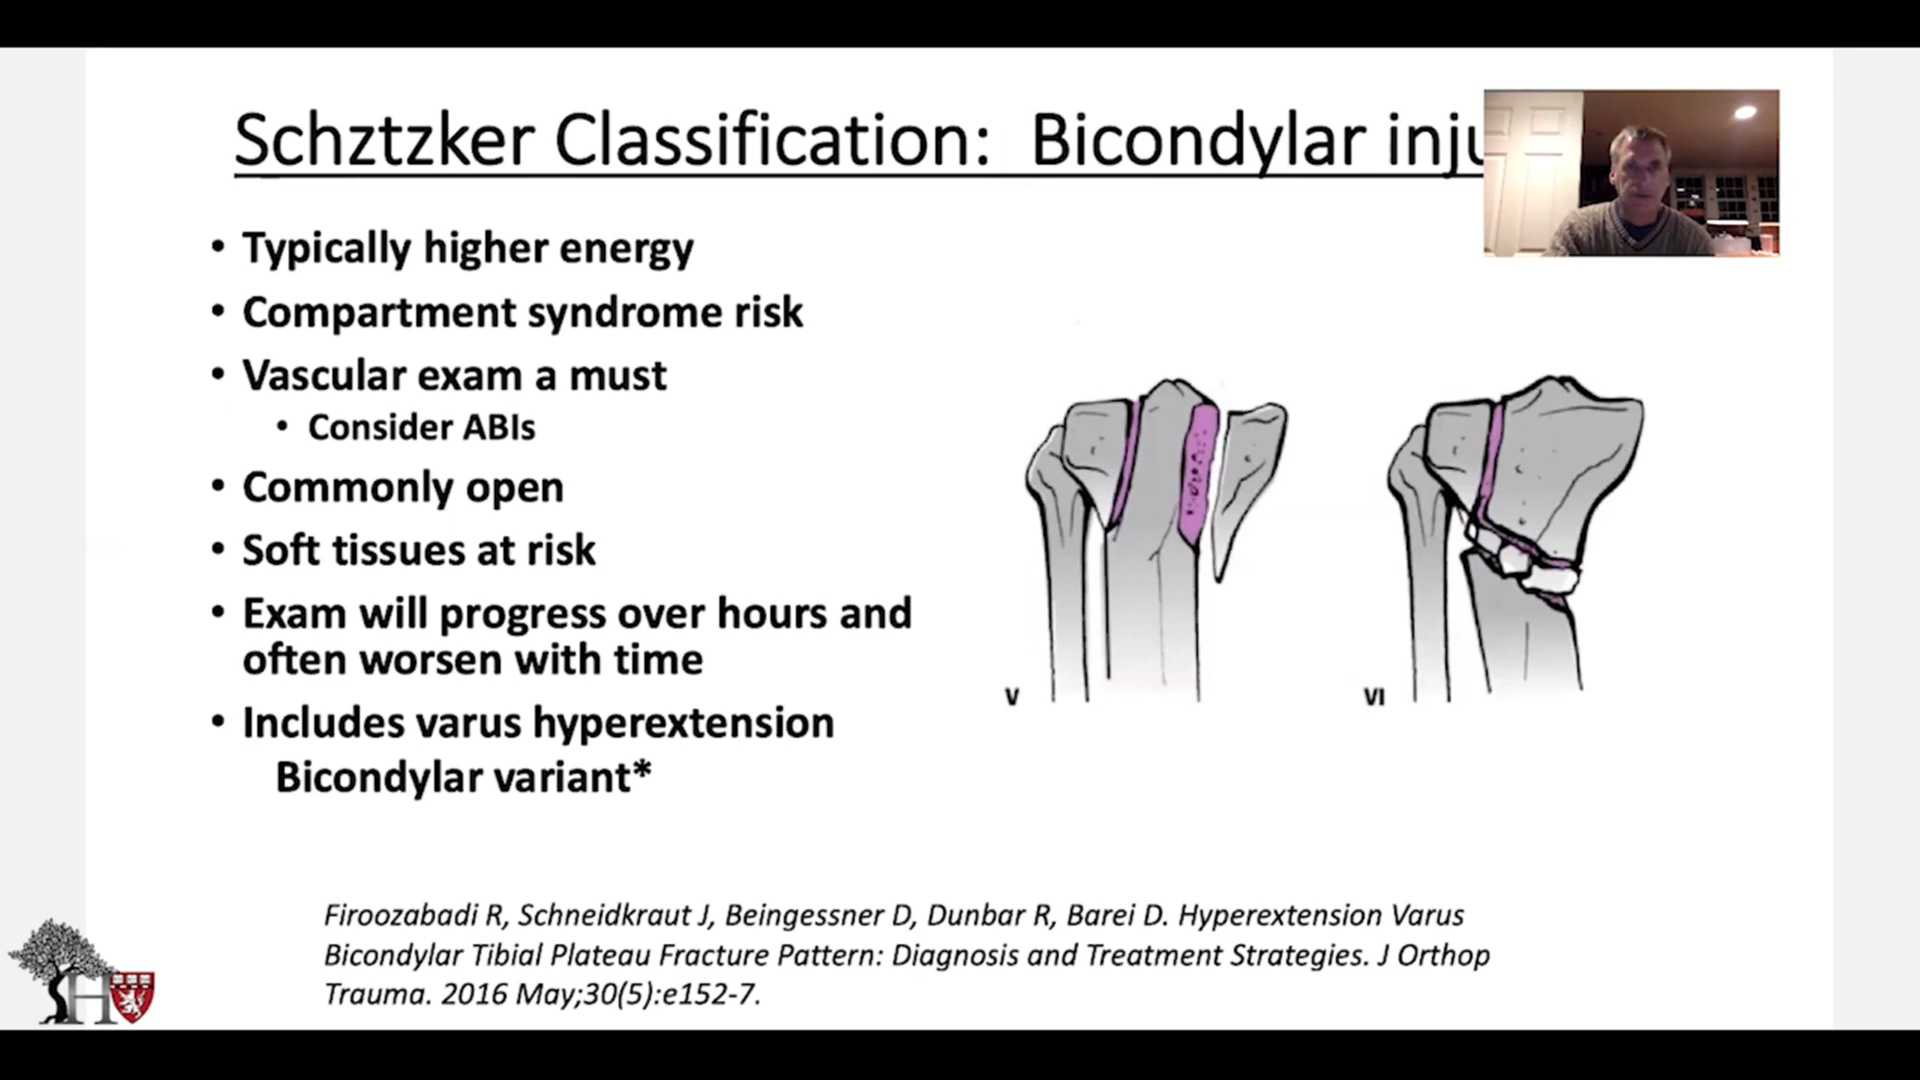 Schztzker Classification: Bicondylar inju
• Typically higher energy
• Compartment syndrome risk
• Vascular exam a must
• Consider ABIs
• Commonly open
• Soft tissues at risk
• Exam will progress over hours and
often worsen with time
• Includes varus hyperextension
Bicondylar variant*
V
VI
Firoozabadi R, Schneidkraut J, Beingessner D, Dunbar R, Barei D. Hyperextension Varus
Bicondylar Tibial Plateau Fracture Pattern: Diagnosis and Treatment Strategies. J Orthop
Trauma. 2016 May;30(5):e152-7.
H